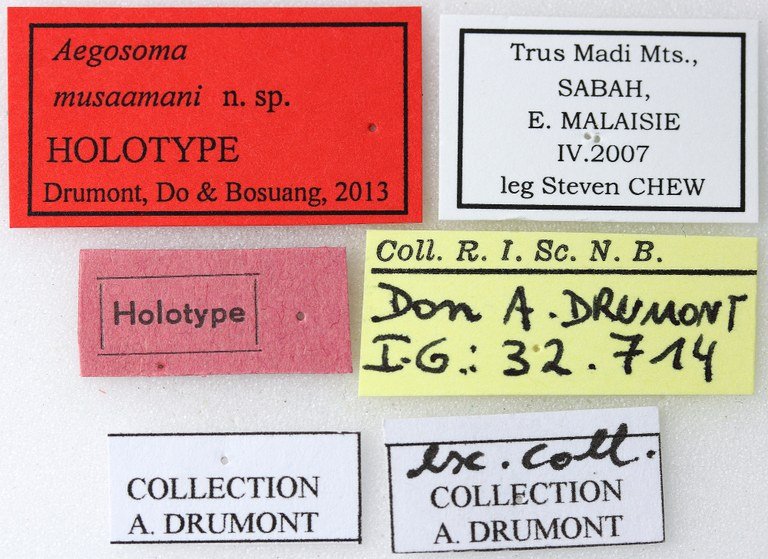 Aegosoma
musaamani n. sp.
HOLOTYPE
Drumont, Do & Bosuang, 2013
Trus Madi Mts.,
SABAH,
E. MALAISIE
IV.2007
leg Steven CHEW
Holotype
Coll. R. I. Sc. N. B.
Don A. DRUMONT
I.G.: 32.714
COLLECTION
A. DRUMONT
ex. coll.
COLLECTION
A. DRUMONT